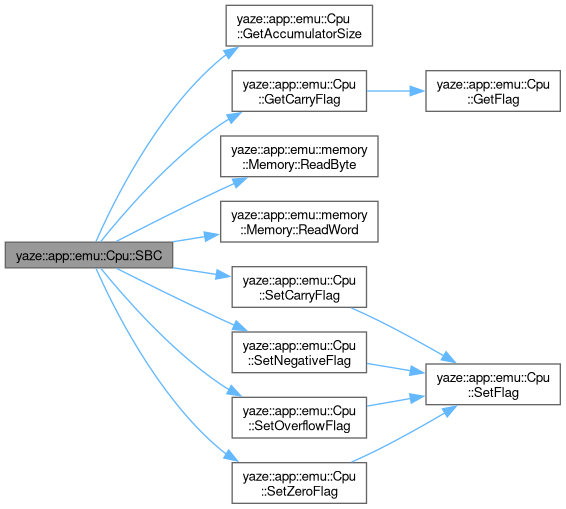 yaze::app::emu::Cpu
::GetAccumulatorSize
yaze::app::emu::Cpu
::GetCarryFlag
yaze::app::emu::Cpu
::GetFlag
yaze::app::emu::memory
::Memory::ReadByte
yaze::app::emu::memory
::Memory::ReadWord
yaze::app::emu::Cpu::SBC
yaze::app::emu::Cpu
::SetCarryFlag
yaze::app::emu::Cpu
::SetNegativeFlag
yaze::app::emu::Cpu
::SetFlag
yaze::app::emu::Cpu
::SetOverflowFlag
yaze::app::emu::Cpu
::SetZeroFlag